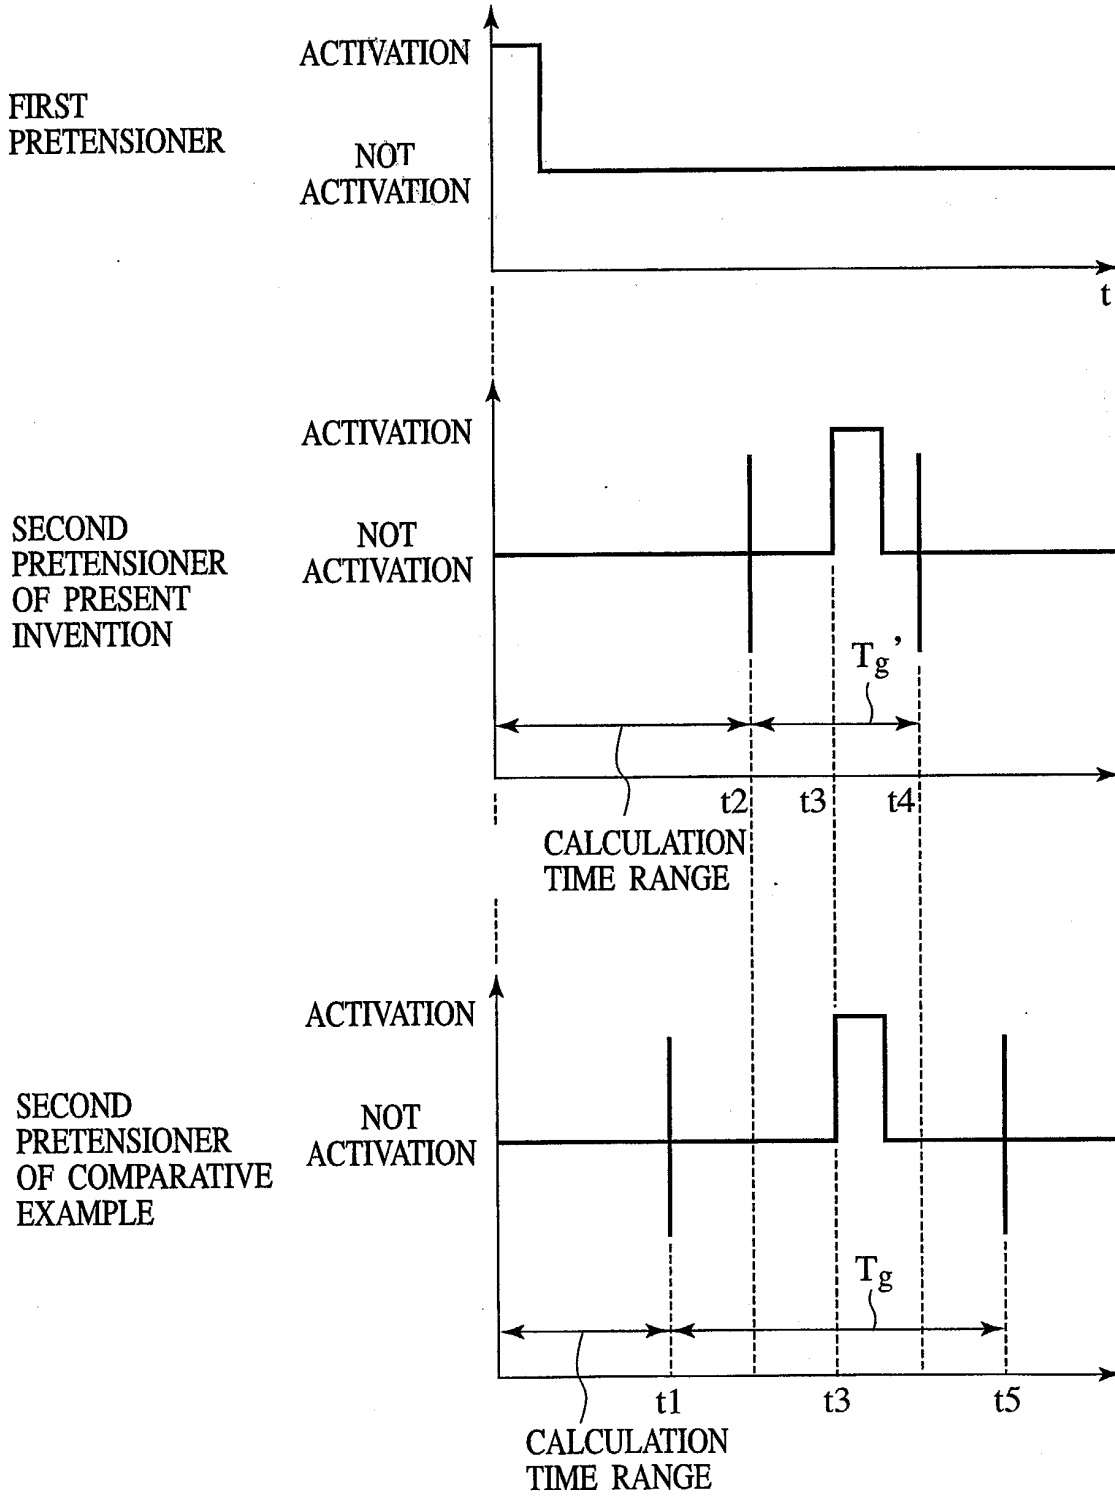 FIRST
PRETENSIONER
ACTIVATION
NOT
ACTIVATION
t
SECOND
PRETENSIONER
OF PRESENT
INVENTION
ACTIVATION
NOT
ACTIVATION
Tg'
t2 t3 t4
CALCULATION
TIME RANGE
SECOND
PRETENSIONER
OF COMPARATIVE
EXAMPLE
ACTIVATION
NOT
ACTIVATION
Tg
t1 t3 t5
CALCULATION
TIME RANGE